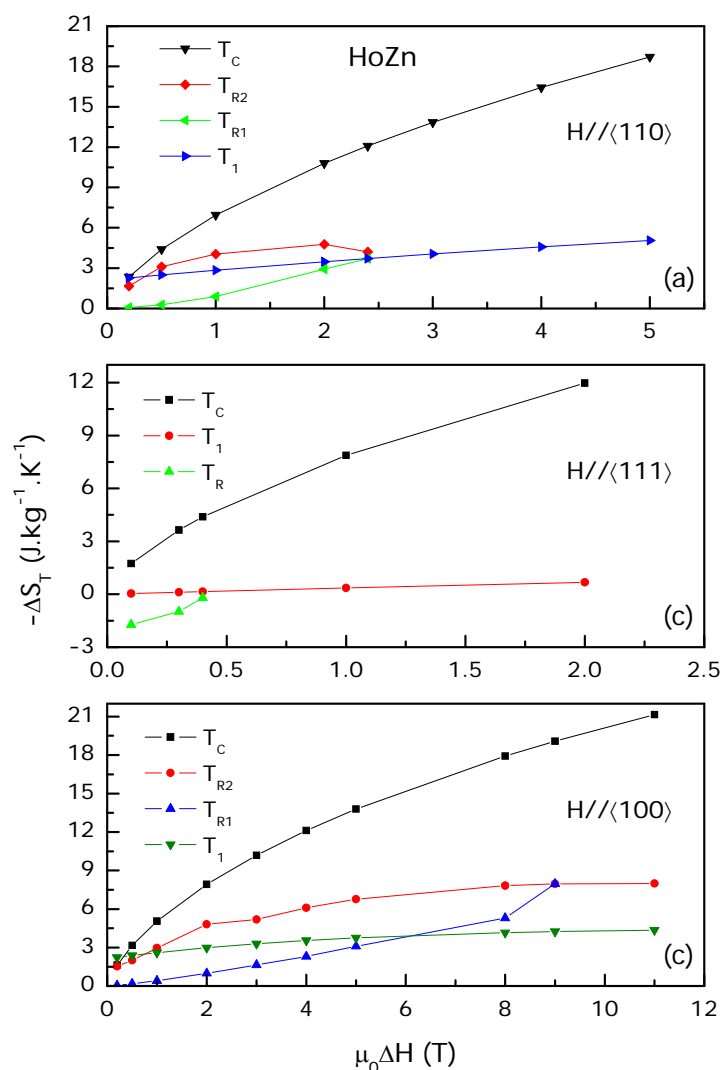 HoZn
21
18
15
12
9
6
3
0
T_C
T_R2
T_R1
T_1
H//⟨110⟩
(a)
0 1 2 3 4 5
12
9
6
3
0
-3
T_C
T_1
T_R
H//⟨111⟩
(c)
0.0 0.5 1.0 1.5 2.0 2.5
-ΔS_T (J.kg⁻¹.K⁻¹)
21
18
15
12
9
6
3
0
T_C
T_R2
T_R1
T_1
H//⟨100⟩
(c)
0 2 4 6 8 10 12
μ₀ΔH (T)